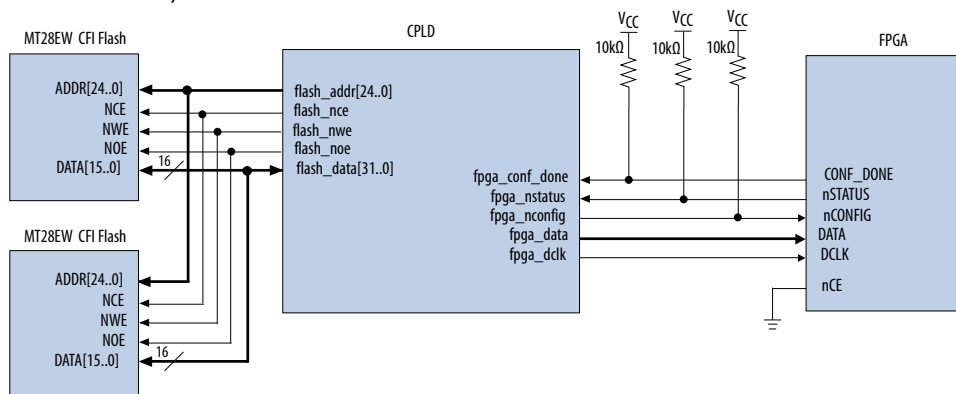 MT28EW CFI Flash
ADDR[24..0]
NCE
NWE
NOE
DATA[15..0]
16
MT28EW CFI Flash
ADDR[24..0]
NCE
NWE
NOE
DATA[15..0]
16
CPLD
flash_addr[24..0]
flash_nce
flash_nwe
flash_noe
flash_data[31..0]
fpga_conf_done
fpga_nstatus
fpga_nconfig
fpga_data
fpga_dclk
VCC
VCC
VCC
10kΩ
10kΩ
10kΩ
FPGA
CONF_DONE
nSTATUS
nCONFIG
DATA
DCLK
nCE